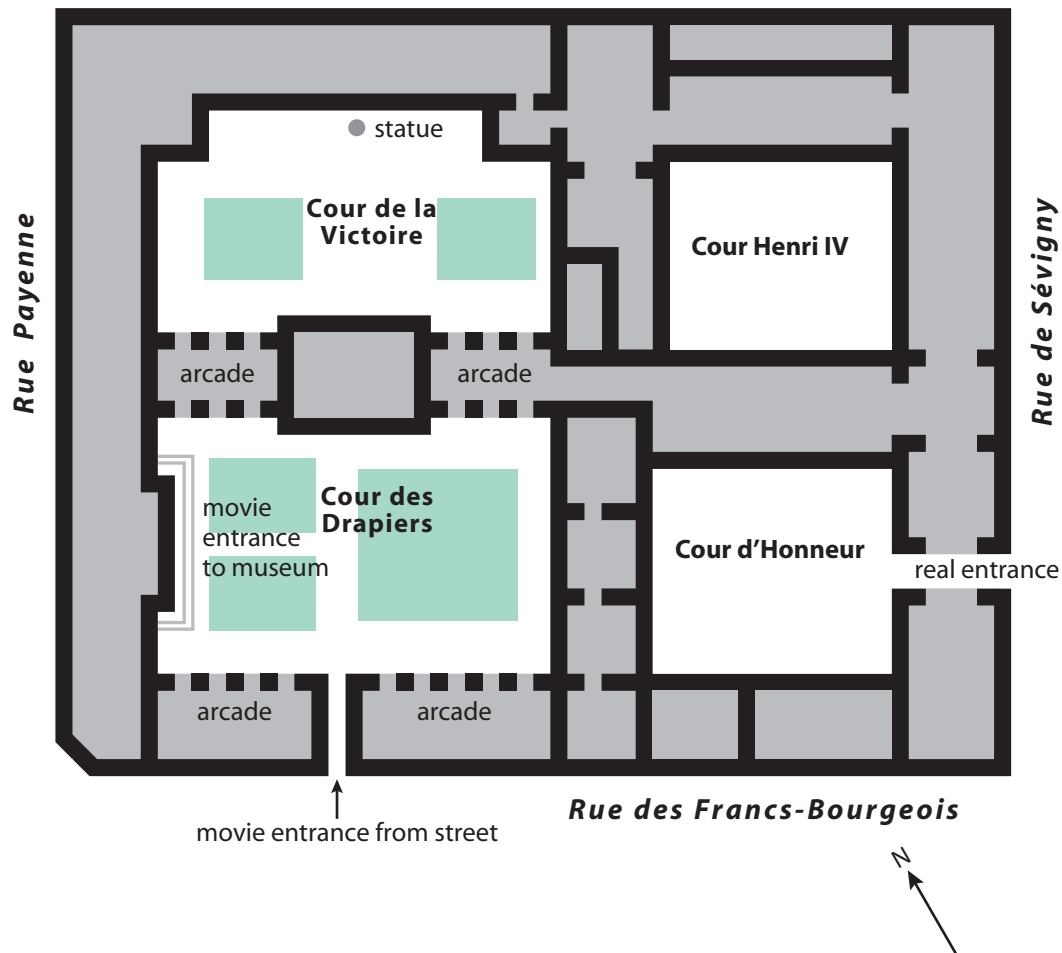 statue
Cour de la
Victoire
Cour Henri IV
Rue Payenne
Rue de Sévigny
arcade
arcade
Cour des
Drapiers
movie
entrance
to museum
Cour d’Honneur
real entrance
arcade
arcade
Rue des Francs-Bourgeois
movie entrance from street
N